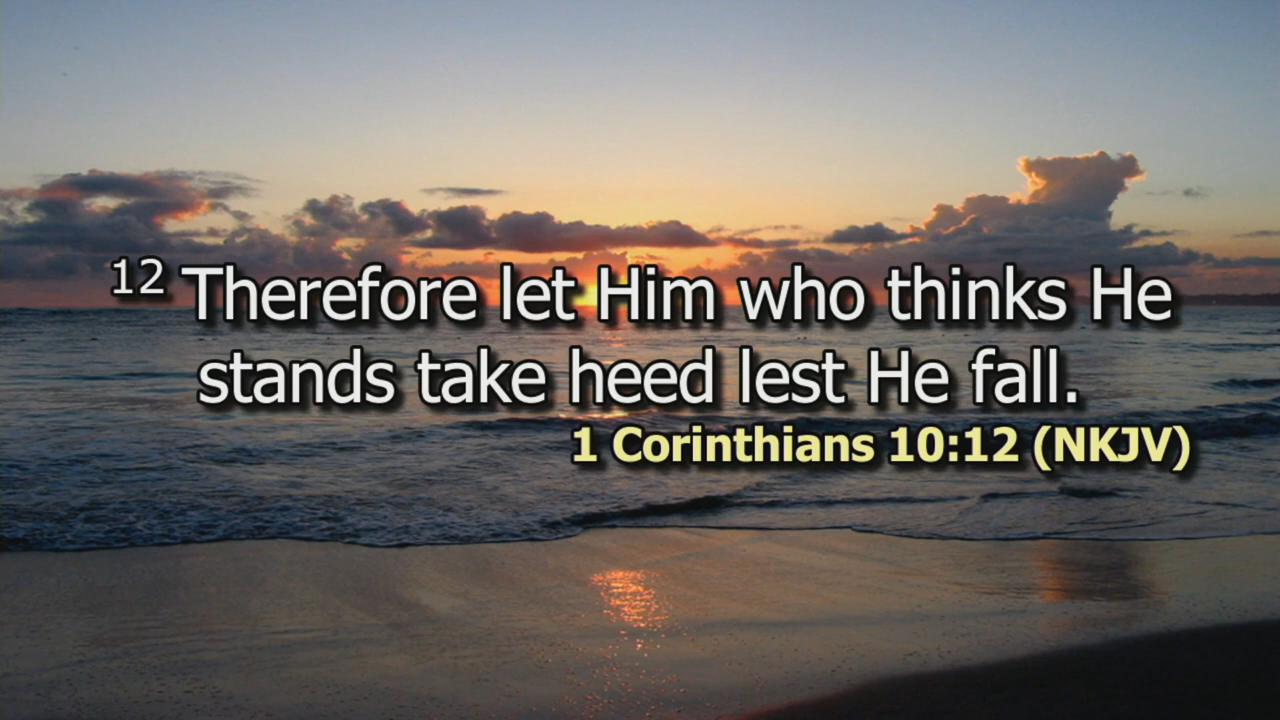 12 Therefore let Him who thinks He
stands take heed lest He fall.
1 Corinthians 10:12 (NKJV)